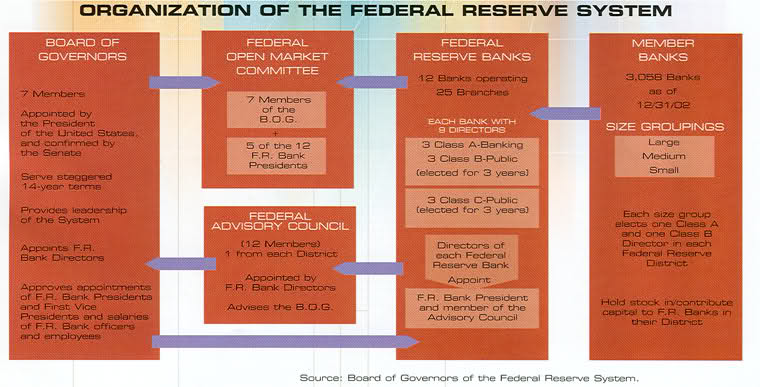 ORGANIZATION OF THE FEDERAL RESERVE SYSTEM
BOARD OF
GOVERNORS
7 Members
Appointed by
the President
of the United States,
and confirmed by
the Senate
Serve staggered
14-year terms
Provides leadership
of the System
Appoints F.R.
Bank Directors
Approves appointments
of F.R. Bank Presidents
and First Vice
Presidents and salaries
of F.R. Bank officers
and employees
FEDERAL
OPEN MARKET
COMMITTEE
7 Members
of the
B.O.G.
+
5 of the 12
F.R. Bank
Presidents
FEDERAL
ADVISORY COUNCIL
(12 Members)
1 from each District
Appointed by
F.R. Bank Directors
Advises the B.O.G.
FEDERAL
RESERVE BANKS
12 Banks operating
25 Branches
EACH BANK WITH
9 DIRECTORS
3 Class A-Banking
3 Class B-Public
(elected for 3 years)
3 Class C-Public
(elected for 3 years)
Directors of
each Federal
Reserve Bank
Appoint
F.R. Bank President
and member of the
Advisory Council
MEMBER
BANKS
3,058 Banks
as of
12/31/02
SIZE GROUPINGS
Large
Medium
Small
Each size group
elects one Class A
and one Class B
Director in each
Federal Reserve
District
Hold stock in/contribute
capital to F.R. Banks in
their District
Source: Board of Governors of the Federal Reserve System.